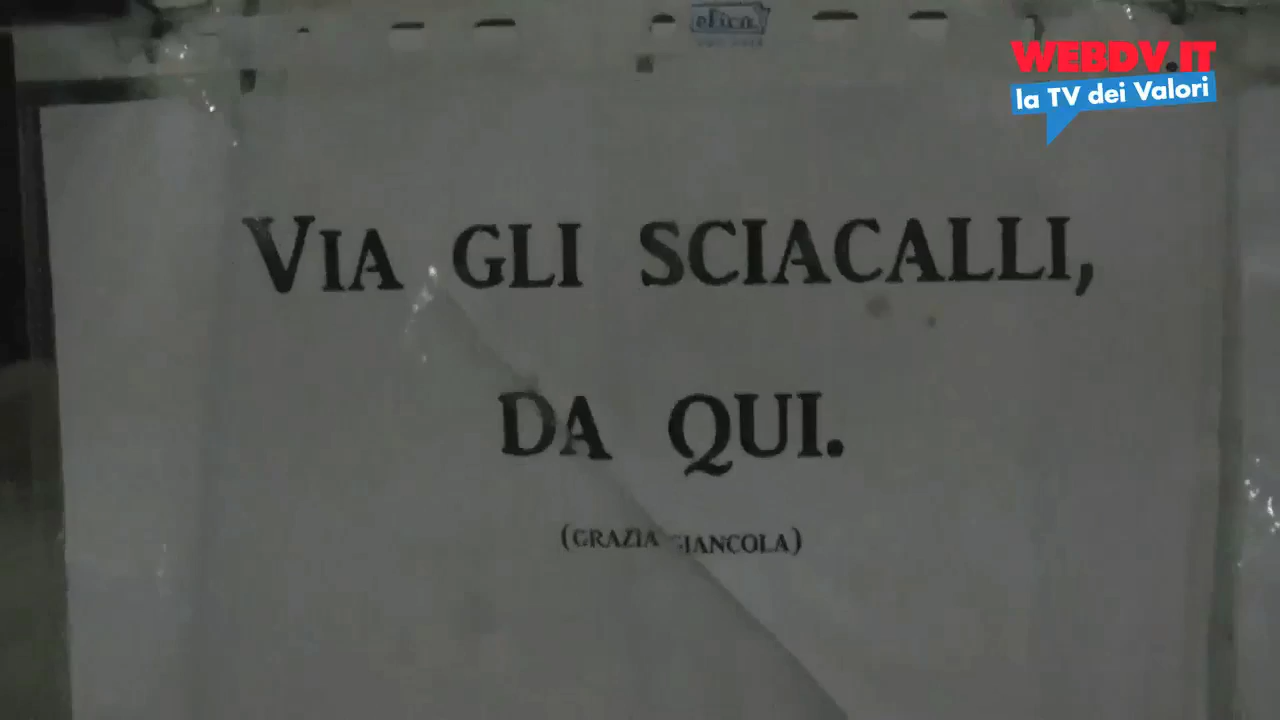 WEBDV.IT
la TV dei Valori
VIA GLI SCIACALLI,
DA QUI.
(GRAZIA GIANCOLA)